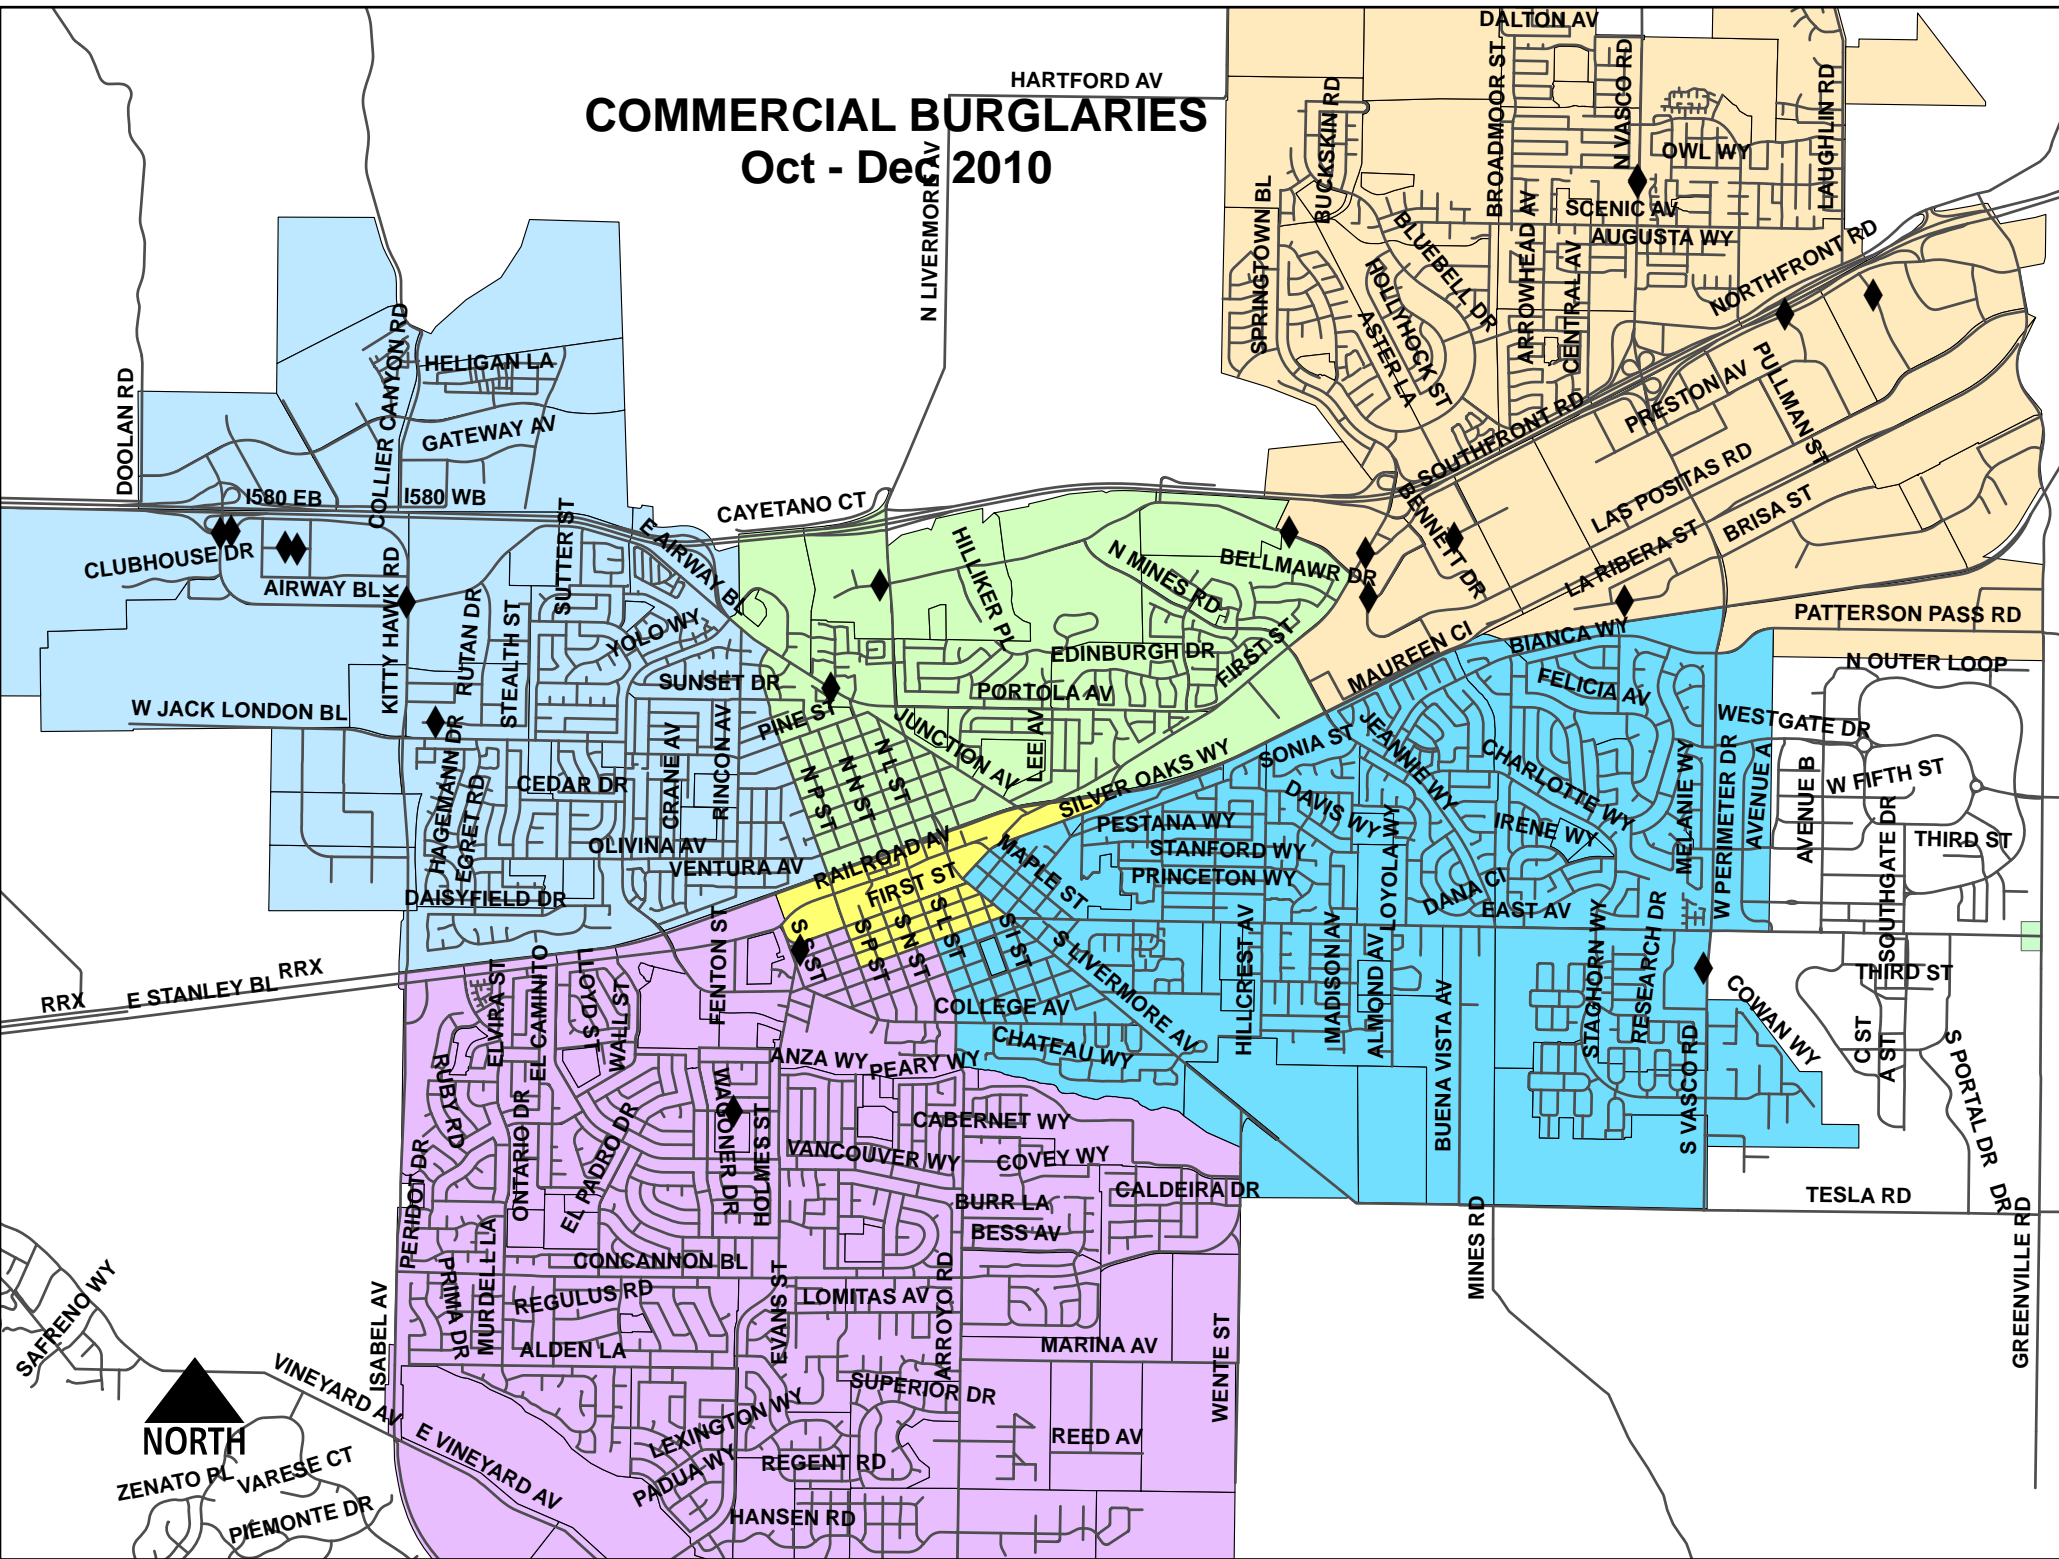 DALTON AV
HARTFORD AV
COMMERCIAL BURGLARIES
Oct - Dec 2010
N LIVERMORE AV
BUCKSKIN RD
BROADMOOR ST
N VASCO RD
LAUGHLIN RD
OWL WY
SPRINGTOWN BL
SCENIC AV
AUGUSTA WY
BLUEBELL DR
ARROWHEAD AV
CENTRAL AV
HOLLYHOCK ST
ASTER LA
NORTHFRONT RD
DOOLAN RD
COLLIER CANYON RD
HELIGAN LA
GATEWAY AV
PRESTON AV
PULLMAN ST
SOUTHFRONT RD
I580 EB
I580 WB
CAYETANO CT
LAS POSITAS RD
BRISA ST
SUTTER ST
E AIRWAY BL
HILLIKER PL
N MINES RD
BELLMAWR DR
BENNETT DR
LA RIBERA ST
CLUBHOUSE DR
AIRWAY BL
KITTY HAWK RD
RUTAN DR
STEALTH ST
YOLO WY
EDINBURGH DR
FIRST ST
MAUREEN CI
BIANCA WY
PATTERSON PASS RD
N OUTER LOOP
SUNSET DR
PORTOLA AV
FELICIA AV
W JACK LONDON BL
PINE ST
JUNCTION AV
LEE AV
SILVER OAKS WY
SONIA ST
JEANNIE WY
CHARLOTTE WY
WESTGATE DR
HAGEMANN DR
EGRET RD
CEDAR DR
CRANE AV
RINCON AV
N P ST
N N ST
N L ST
DAVIS WY
LOYOLA WY
IRENE WY
MELANIE WY
W PERIMETER DR
AVENUE A
AVENUE B
W FIFTH ST
SOUTHGATE DR
THIRD ST
OLIVINA AV
VENTURA AV
RAILROAD AV
FIRST ST
MAPLE ST
PESTANA WY
STANFORD WY
PRINCETON WY
DANA CI
EAST AV
DAISYFIELD DR
FENTON ST
S S ST
S P ST
S N ST
S L ST
S I ST
S LIVERMORE AV
HILLCREST AV
MADISON AV
ALMOND AV
BUENA VISTA AV
STAGHORN WY
RESEARCH DR
S VASCO RD
COWAN WY
THIRD ST
C ST
A ST
S PORTAL DR
RRX
E STANLEY BL
RRX
ELVIRA ST
EL CAMINITO
LLOYD ST
WALL ST
COLLEGE AV
CHATEAU WY
ANZA WY
PEARY WY
RUBY RD
ONTARIO DR
EL PADRO DR
WAGONER DR
HOLMES ST
CABERNET WY
VANCOUVER WY
COVEY WY
CALDEIRA DR
BURR LA
BESS AV
TESLA RD
DR
GREENVILLE RD
MINES RD
PERIDOT DR
PRIMA DR
MURDELL LA
CONCANNON BL
REGULUS RD
EVANS ST
LOMITAS AV
ARROYO RD
ALDEN LA
MARINA AV
WENTE ST
ISABEL AV
SAFRENO WY
VINEYARD AV
E VINEYARD AV
SUPERIOR DR
LEXINGTON WY
PADUA WY
REGENT RD
REED AV
HANSEN RD
NORTH
ZENATO PL
VARESE CT
PIEMONTE DR